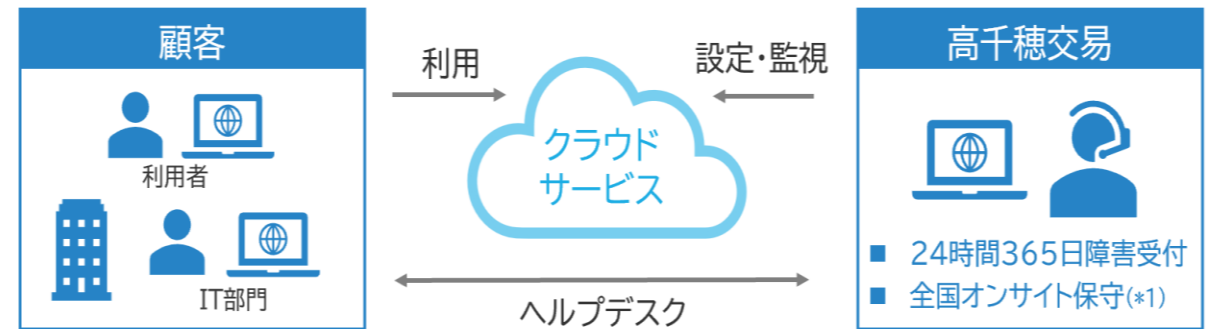 顧客
利用者
IT部門
利用
設定・監視
クラウド
サービス
ヘルプデスク
高千穂交易
■ 24時間365日障害受付
■ 全国オンサイト保守(*1)